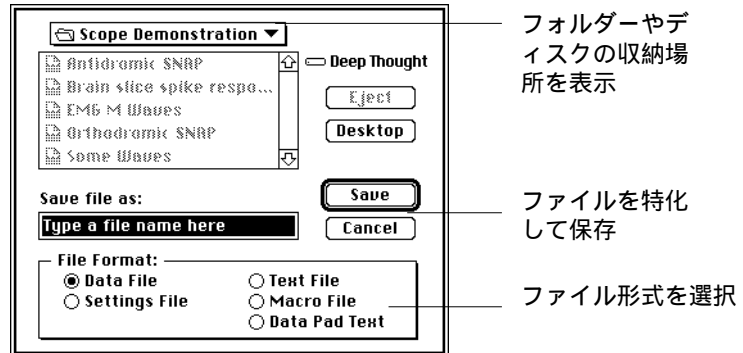 Scope Demonstration
Antidromic SNAP
Brain slice spike respo...
EMG M Waves
Orthodromic SNAP
Some Waves
Deep Thought
Eject
Desktop
Save file as:
Type a file name here
Save
Cancel
File Format:
Data File
Settings File
Text File
Macro File
Data Pad Text
フォルダーやデ
ィスクの収納場
所を表示
ファイルを特化
して保存
ファイル形式を選択